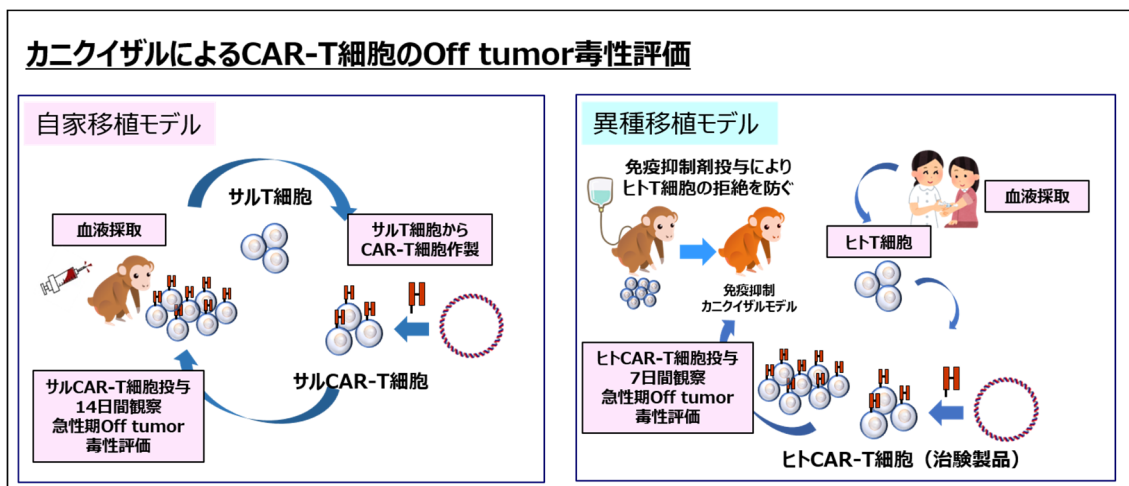 カニクイザルによるCAR-T細胞のOff tumor毒性評価
自家移植モデル
サルT細胞
血液採取
サルT細胞から
CAR-T細胞作製
H
H
H
H
H
H
H
H
H
H
H
サルCAR-T細胞
サルCAR-T細胞投与
14日間観察
急性期Off tumor
毒性評価
異種移植モデル
免疫抑制剤投与により
ヒトT細胞の拒絶を防ぐ
血液採取
ヒトT細胞
免疫抑制
カニクイザルモデル
ヒトCAR-T細胞投与
7日間観察
急性期Off tumor
毒性評価
H
H
H
H
H
H
H
H
H
H
H
ヒトCAR-T細胞（治験製品）